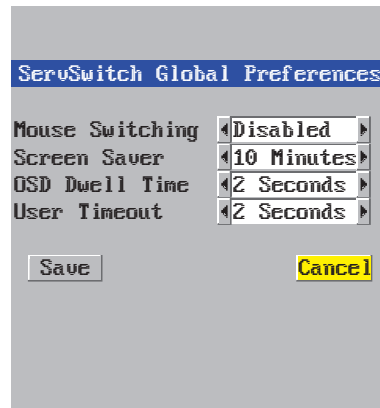 ServSwitch Global Preferences
Mouse Switching Disabled
Screen Saver 10 Minutes
OSD Dwell Time 2 Seconds
User Timeout 2 Seconds
Save Cancel